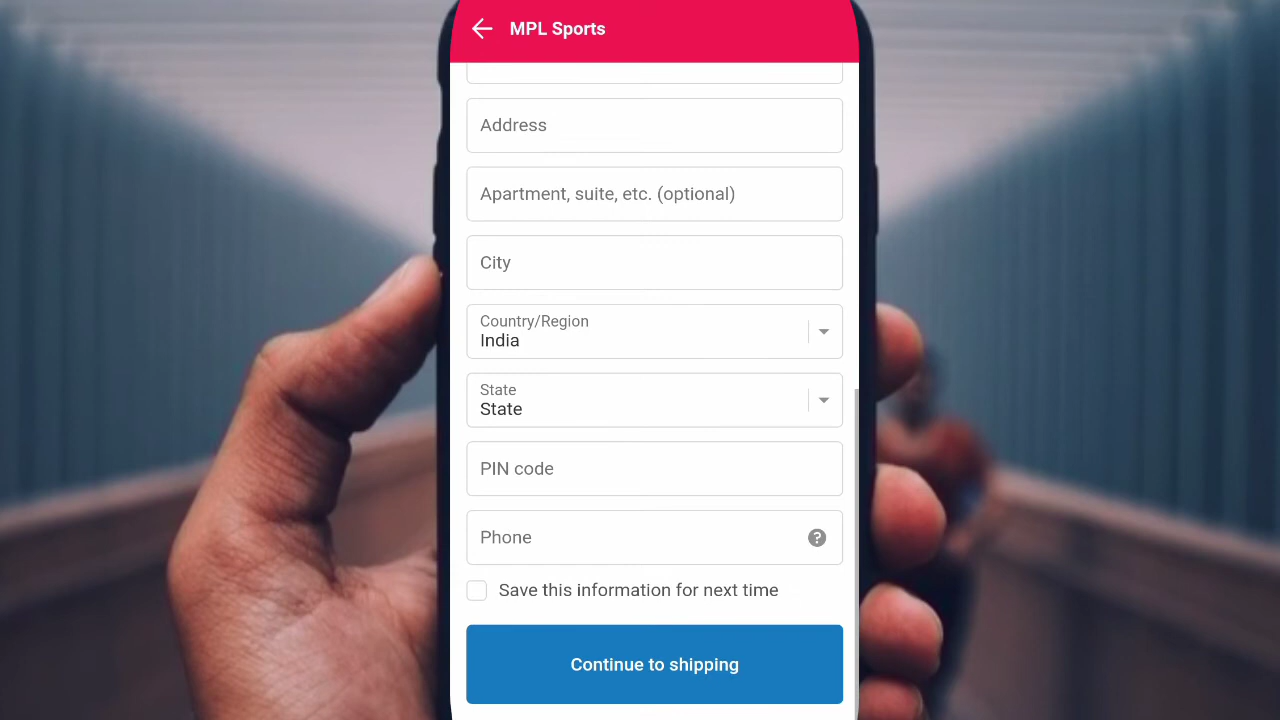 MPL Sports
Address
Apartment, suite, etc. (optional)
City
Country/Region
India
State
State
PIN code
Phone
?
Save this information for next time
Continue to shipping